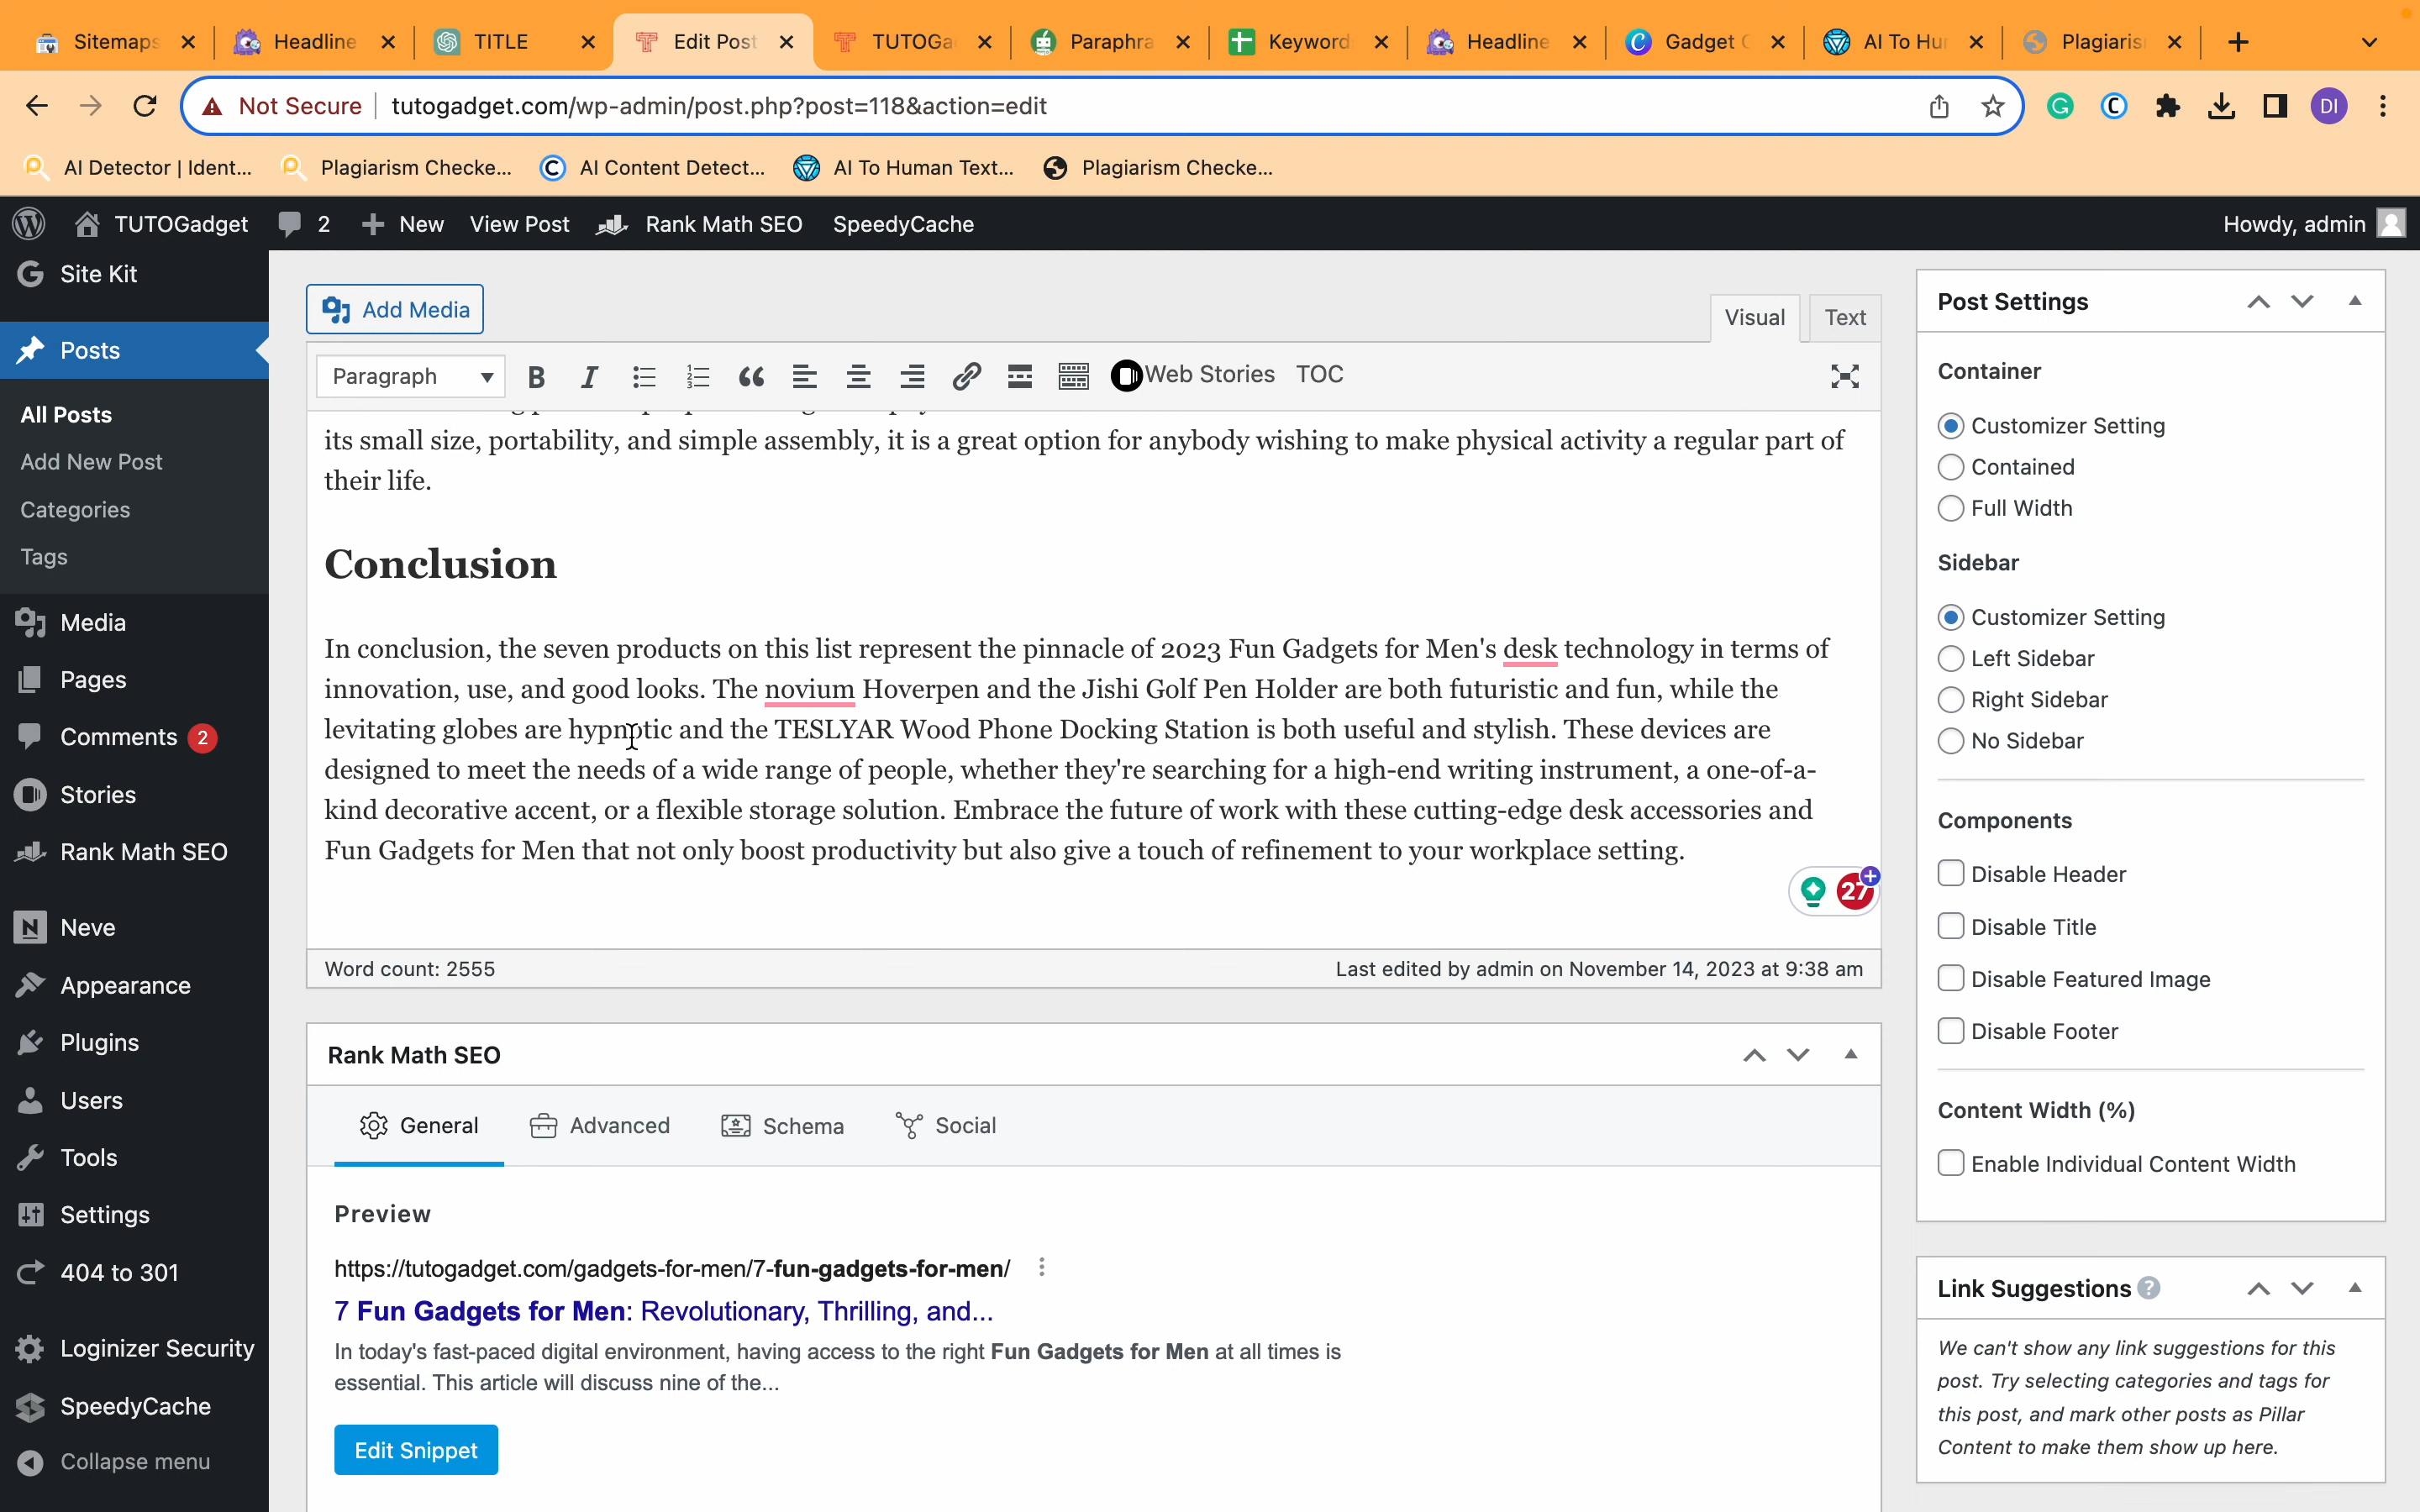 Sitemaps
Headline
TITLE
Edit Post
TUTOGa
Paraphra
Keyword
Headline
Gadget
AI To Hu
Plagiaris
Not Secure
tutogadget.com/wp-admin/post.php?post=118&action=edit
DI
AI Detector | Ident...
Plagiarism Checke...
AI Content Detect...
AI To Human Text...
Plagiarism Checke...
TUTOGadget
2
New
View Post
Rank Math SEO
SpeedyCache
Howdy, admin
Site Kit
Posts
All Posts
Add New Post
Categories
Tags
Media
Pages
Comments 2
Stories
Rank Math SEO
Neve
Appearance
Plugins
Users
Tools
Settings
404 to 301
Loginizer Security
SpeedyCache
Collapse menu
Add Media
Visual
Text
Paragraph
Web Stories
TOC
its small size, portability, and simple assembly, it is a great option for anybody wishing to make physical activity a regular part of
their life.
Conclusion
In conclusion, the seven products on this list represent the pinnacle of 2023 Fun Gadgets for Men's desk technology in terms of
innovation, use, and good looks. The novium Hoverpen and the Jishi Golf Pen Holder are both futuristic and fun, while the
levitating globes are hypnotic and the TESLYAR Wood Phone Docking Station is both useful and stylish. These devices are
designed to meet the needs of a wide range of people, whether they're searching for a high-end writing instrument, a one-of-a-
kind decorative accent, or a flexible storage solution. Embrace the future of work with these cutting-edge desk accessories and
Fun Gadgets for Men that not only boost productivity but also give a touch of refinement to your workplace setting.
27
Word count: 2555
Last edited by admin on November 14, 2023 at 9:38 am
Rank Math SEO
General
Advanced
Schema
Social
Preview
https://tutogadget.com/gadgets-for-men/7-fun-gadgets-for-men/
7 Fun Gadgets for Men: Revolutionary, Thrilling, and...
In today's fast-paced digital environment, having access to the right Fun Gadgets for Men at all times is
essential. This article will discuss nine of the...
Edit Snippet
Post Settings
Container
Customizer Setting
Contained
Full Width
Sidebar
Customizer Setting
Left Sidebar
Right Sidebar
No Sidebar
Components
Disable Header
Disable Title
Disable Featured Image
Disable Footer
Content Width (%)
Enable Individual Content Width
Link Suggestions
We can't show any link suggestions for this
post. Try selecting categories and tags for
this post, and mark other posts as Pillar
Content to make them show up here.